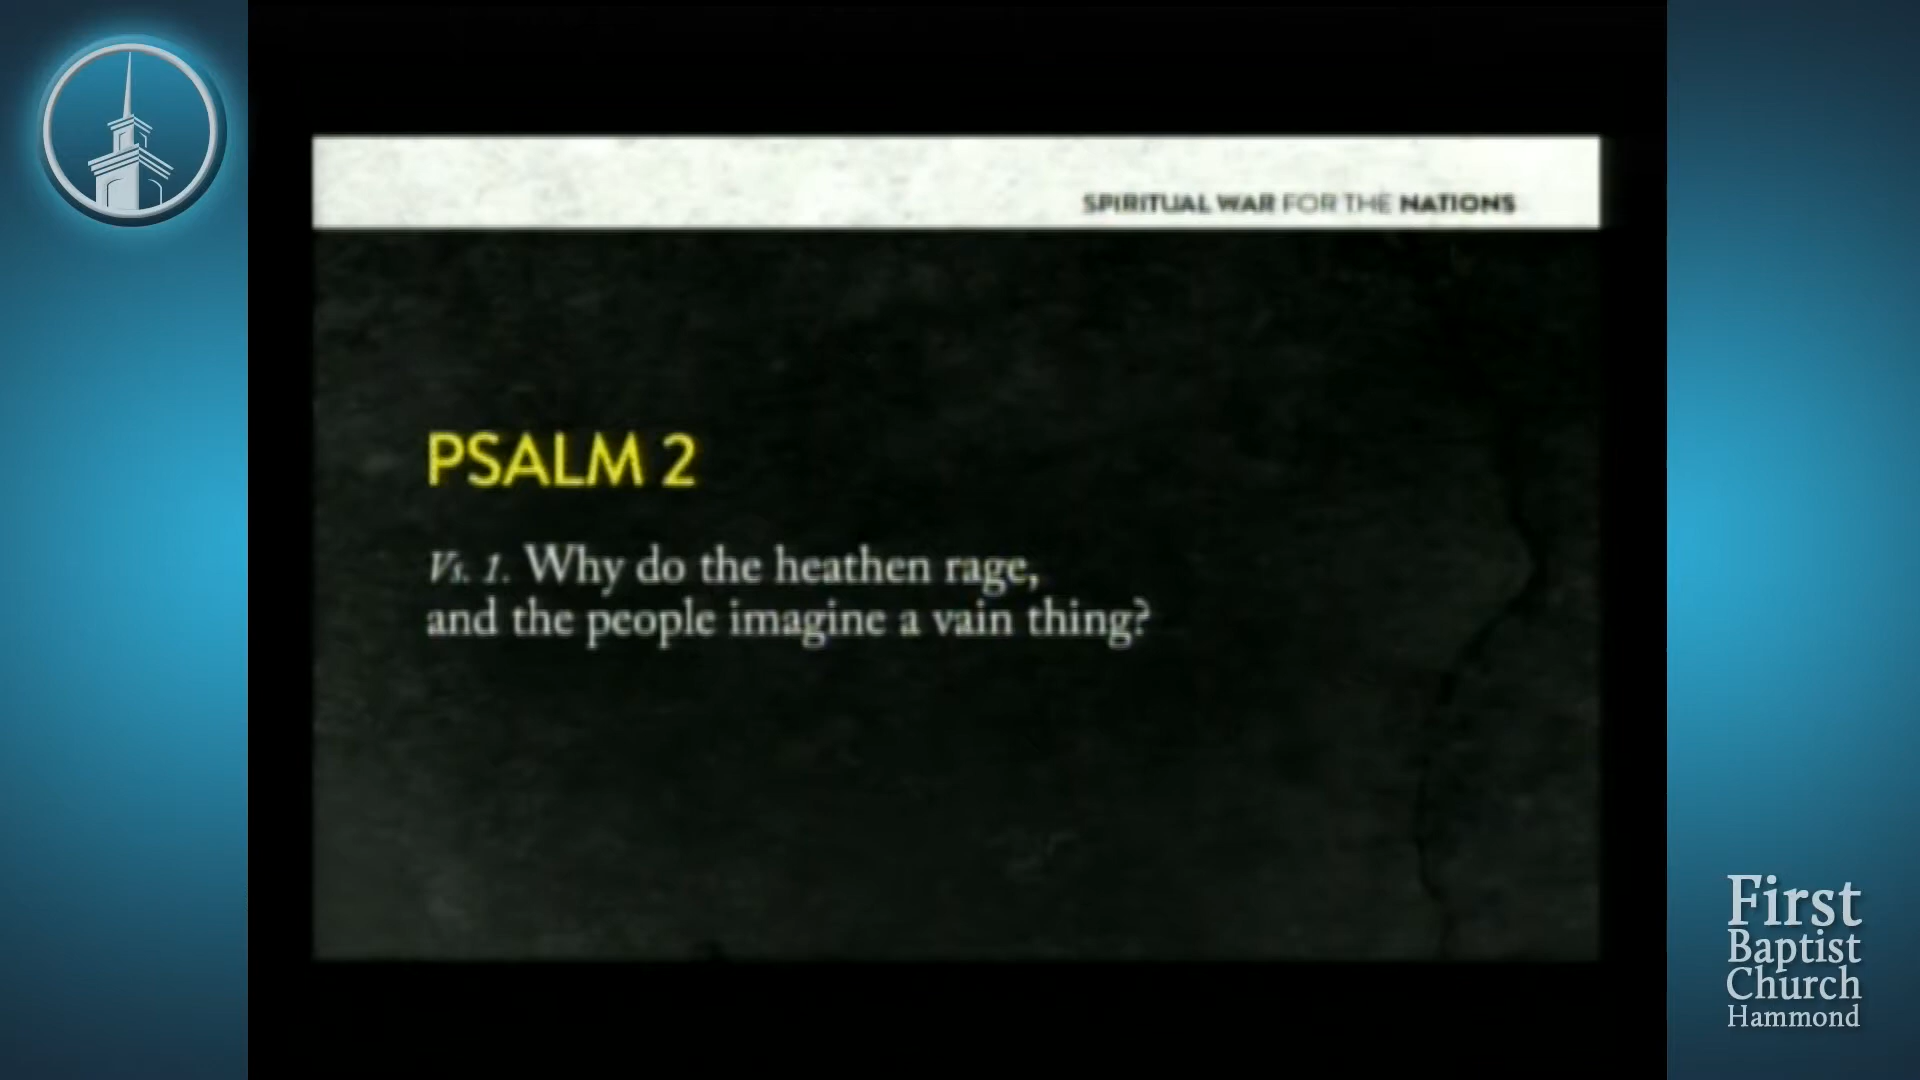 SPIRITUAL WAR FOR THE NATIONS
PSALM 2
Vs. 1. Why do the heathen rage,
and the people imagine a vain thing?
First
Baptist
Church
Hammond